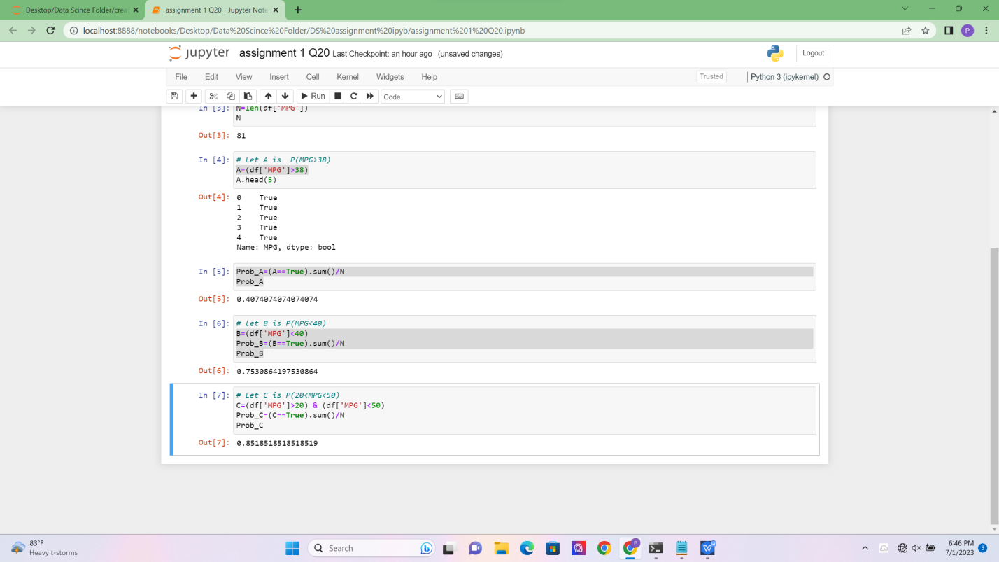 Desktop/Data Scince Folder/crea
assignment 1 Q20 - Jupyter Note
localhost:8888/notebooks/Desktop/Data%20Scince%20Folder/DS%20assignment%20ipyb/assignment%201%20Q20.ipynb
P
jupyter assignment 1 Q20 Last Checkpoint: an hour ago (unsaved changes)
Logout
File Edit View Insert Cell Kernel Widgets Help
Trusted Python 3 (ipykernel)
Run Code
In [3]: N=len(df['MPG'])
N
Out[3]: 81
In [4]: # Let A is  P(MPG>38)
A=(df['MPG']>38)
A.head(5)
Out[4]: 0    True
1    True
2    True
3    True
4    True
Name: MPG, dtype: bool
In [5]: Prob_A=(A==True).sum()/N
Prob_A
Out[5]: 0.4074074074074074
In [6]: # Let B is P(MPG<40)
B=(df['MPG']<40)
Prob_B=(B==True).sum()/N
Prob_B
Out[6]: 0.7530864197530864
In [7]: # Let C is P(20<MPG<50)
C=(df['MPG']>20) & (df['MPG']<50)
Prob_C=(C==True).sum()/N
Prob_C
Out[7]: 0.8518518518518519
83°F
Heavy t-storms
Search
P
W
6:46 PM
7/1/2023
3